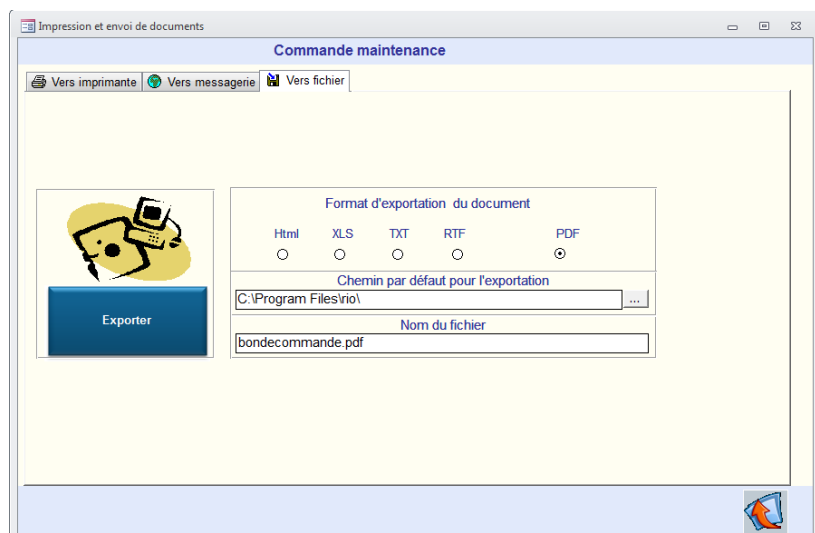 Impression et envoi de documents
Commande maintenance
Vers imprimante Vers messagerie Vers fichier
Format d'exportation du document
Html XLS TXT RTF PDF
Chemin par défaut pour l'exportation
C:\Program Files\rio\ ...
Exporter
Nom du fichier
bondecommande.pdf